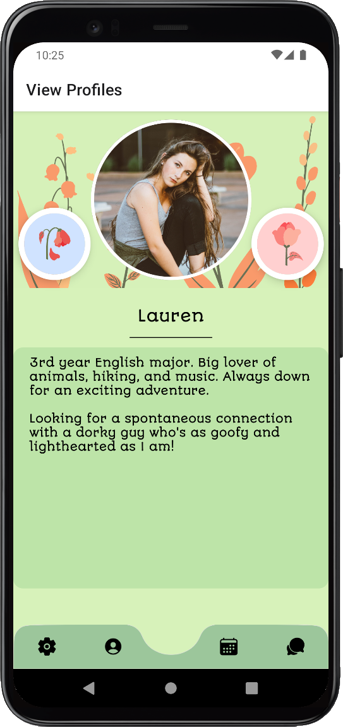 10:25
View Profiles
Lauren
3rd year English major. Big lover of
animals, hiking, and music. Always down
for an exciting adventure.
Looking for a spontaneous connection
with a dorky guy who's as goofy and
lighthearted as I am!